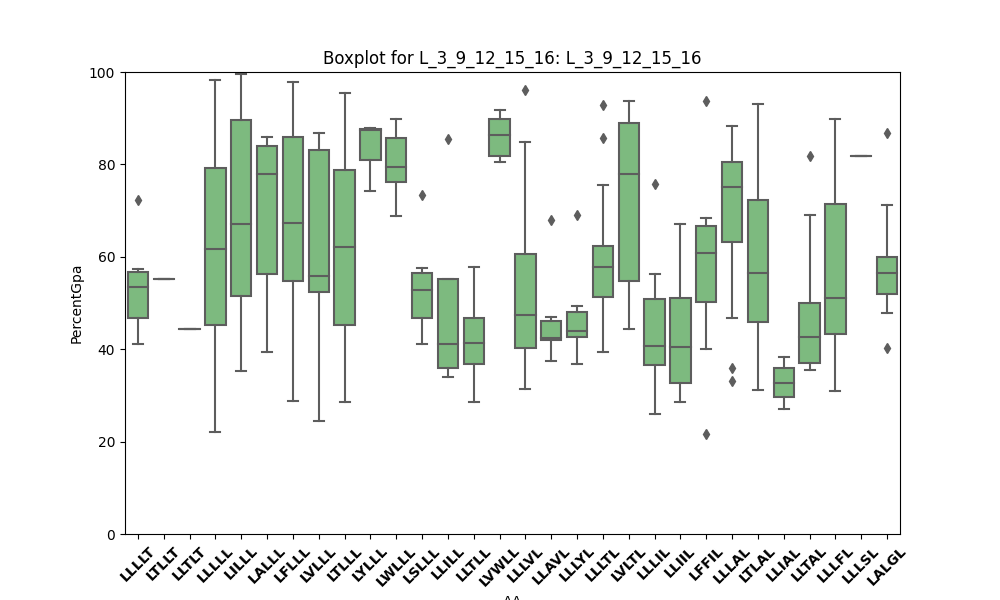 Boxplot for L_3_9_12_15_16: L_3_9_12_15_16
PercentGpa
100
80
60
40
20
0
LLLLT
LTLLT
LLTLT
LLLLL
LILLL
LALLL
LFLLL
LVLLL
LTLLL
LYLLL
LWLLL
LSLLL
LLILL
LLTLL
LVWLL
LLLVL
LLAVL
LLLYL
LLLTL
LVLTL
LLLIL
LLIIL
LFFIL
LLLAL
LTLAL
LLIAL
LLTAL
LLLFL
LLLSL
LALGL
AA